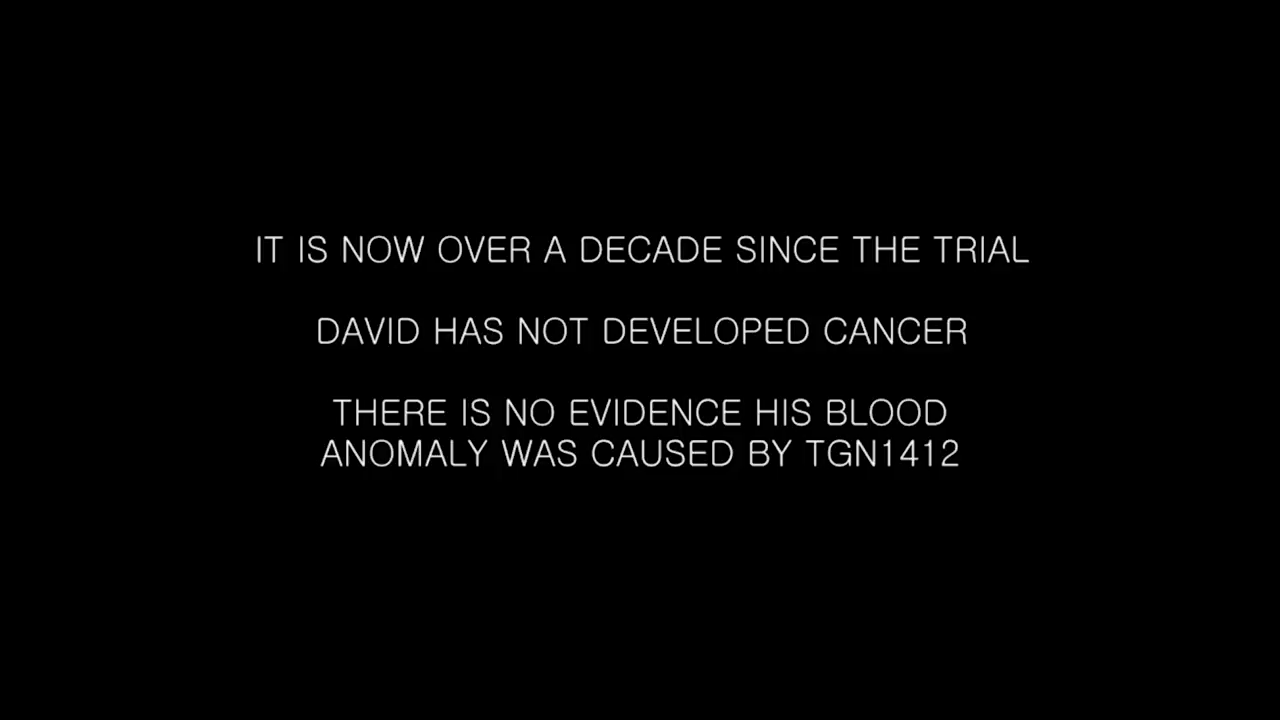 IT IS NOW OVER A DECADE SINCE THE TRIAL
DAVID HAS NOT DEVELOPED CANCER
THERE IS NO EVIDENCE HIS BLOOD
ANOMALY WAS CAUSED BY TGN1412